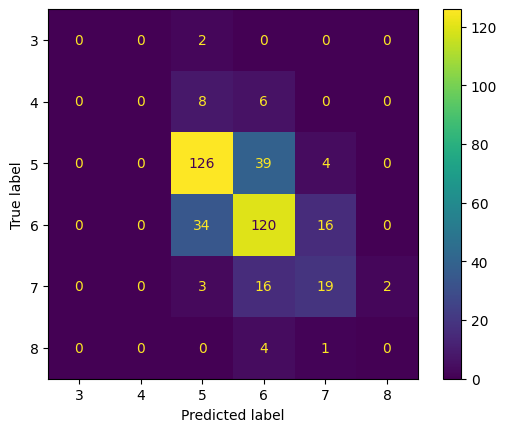 3 0 0 2 0 0 0
4 0 0 8 6 0 0
5 0 0 126 39 4 0
6 0 0 34 120 16 0
7 0 0 3 16 19 2
8 0 0 0 4 1 0
3 4 5 6 7 8
Predicted label
True label
120
100
80
60
40
20
0